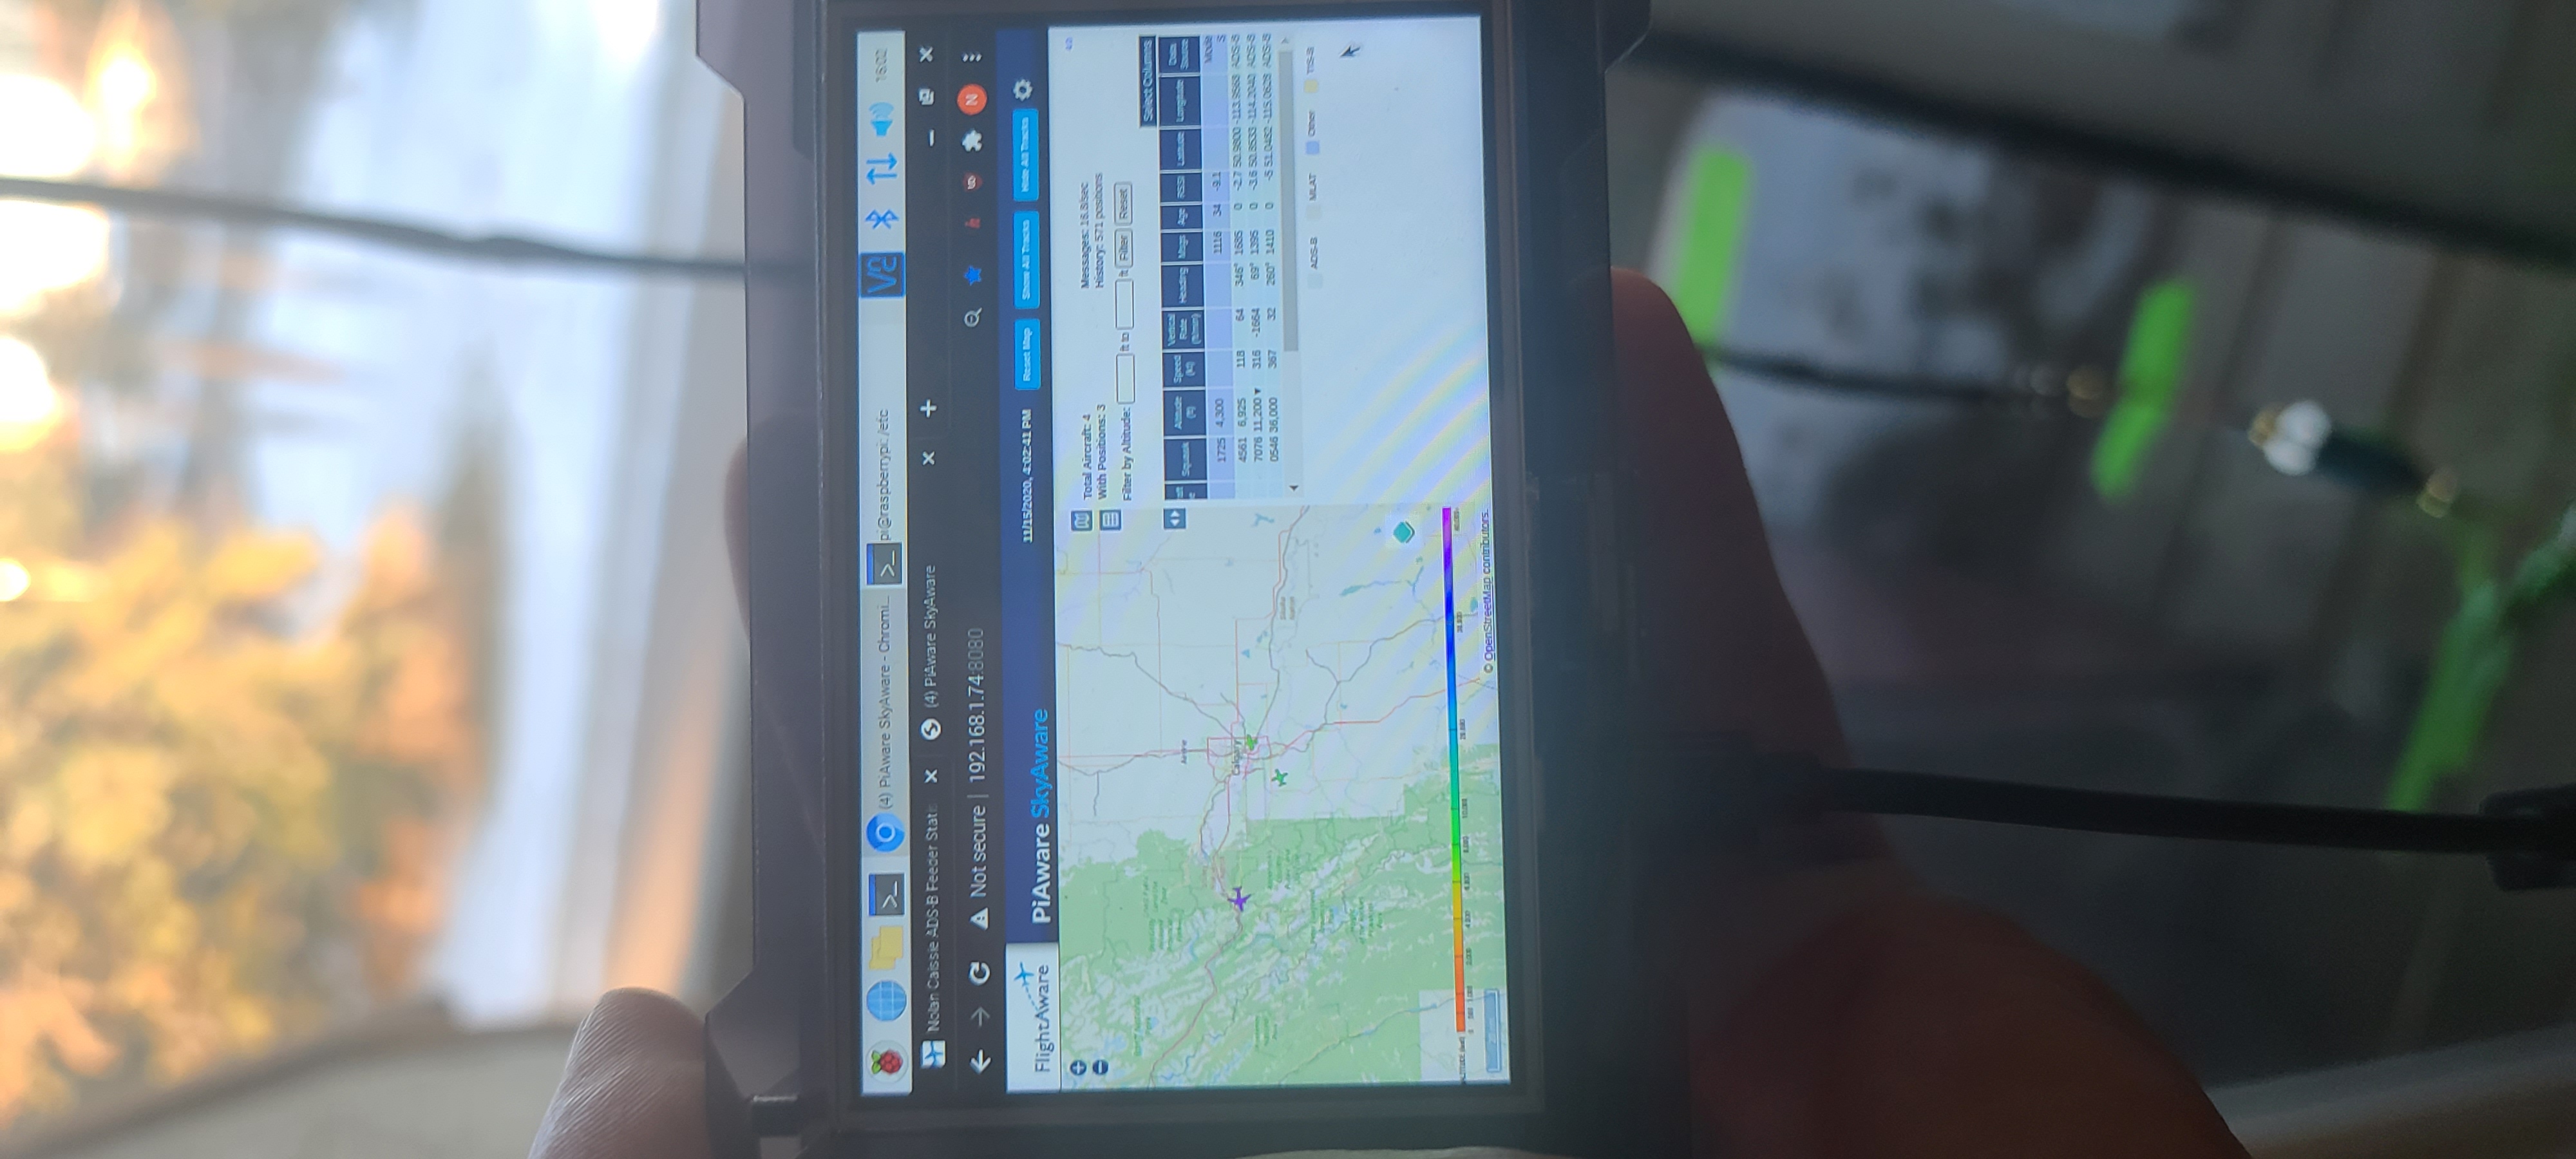 (4) PiAware SkyAware - Chromi...
pi@raspberrypi: /etc
16:02
Nolan Caissie ADS-B Feeder Stati
(4) PiAware SkyAware
Not secure | 192.168.1.74:8080
FlightAware
PiAware SkyAware
11/15/2020, 4:02:41 PM
Reset Map
Show All Tracks
Hide All Tracks
Total Aircraft: 4
With Positions: 3
Messages: 16.8/sec
History: 571 positions
Filter by Altitude: ft to ft Filter Reset
Select Columns
Squawk Altitude (ft) Speed (kt) Vertical Rate (ft/min) Heading Msgs Age RSSI Latitude Longitude Data Source
1725 4,300 1116 34 -9.1 Mode S
4561 6,925 118 64 346° 1685 0 -2.7 50.9800 -113.9568 ADS-B
7076 11,200 ▼ 316 -1664 69° 1395 0 -3.6 50.8533 -114.2040 ADS-B
0546 36,000 367 32 260° 1410 0 -5 51.0482 -115.0628 ADS-B
ADS-B MLAT Other TIS-B
Airdrie
Calgary
© OpenStreetMap contributors.